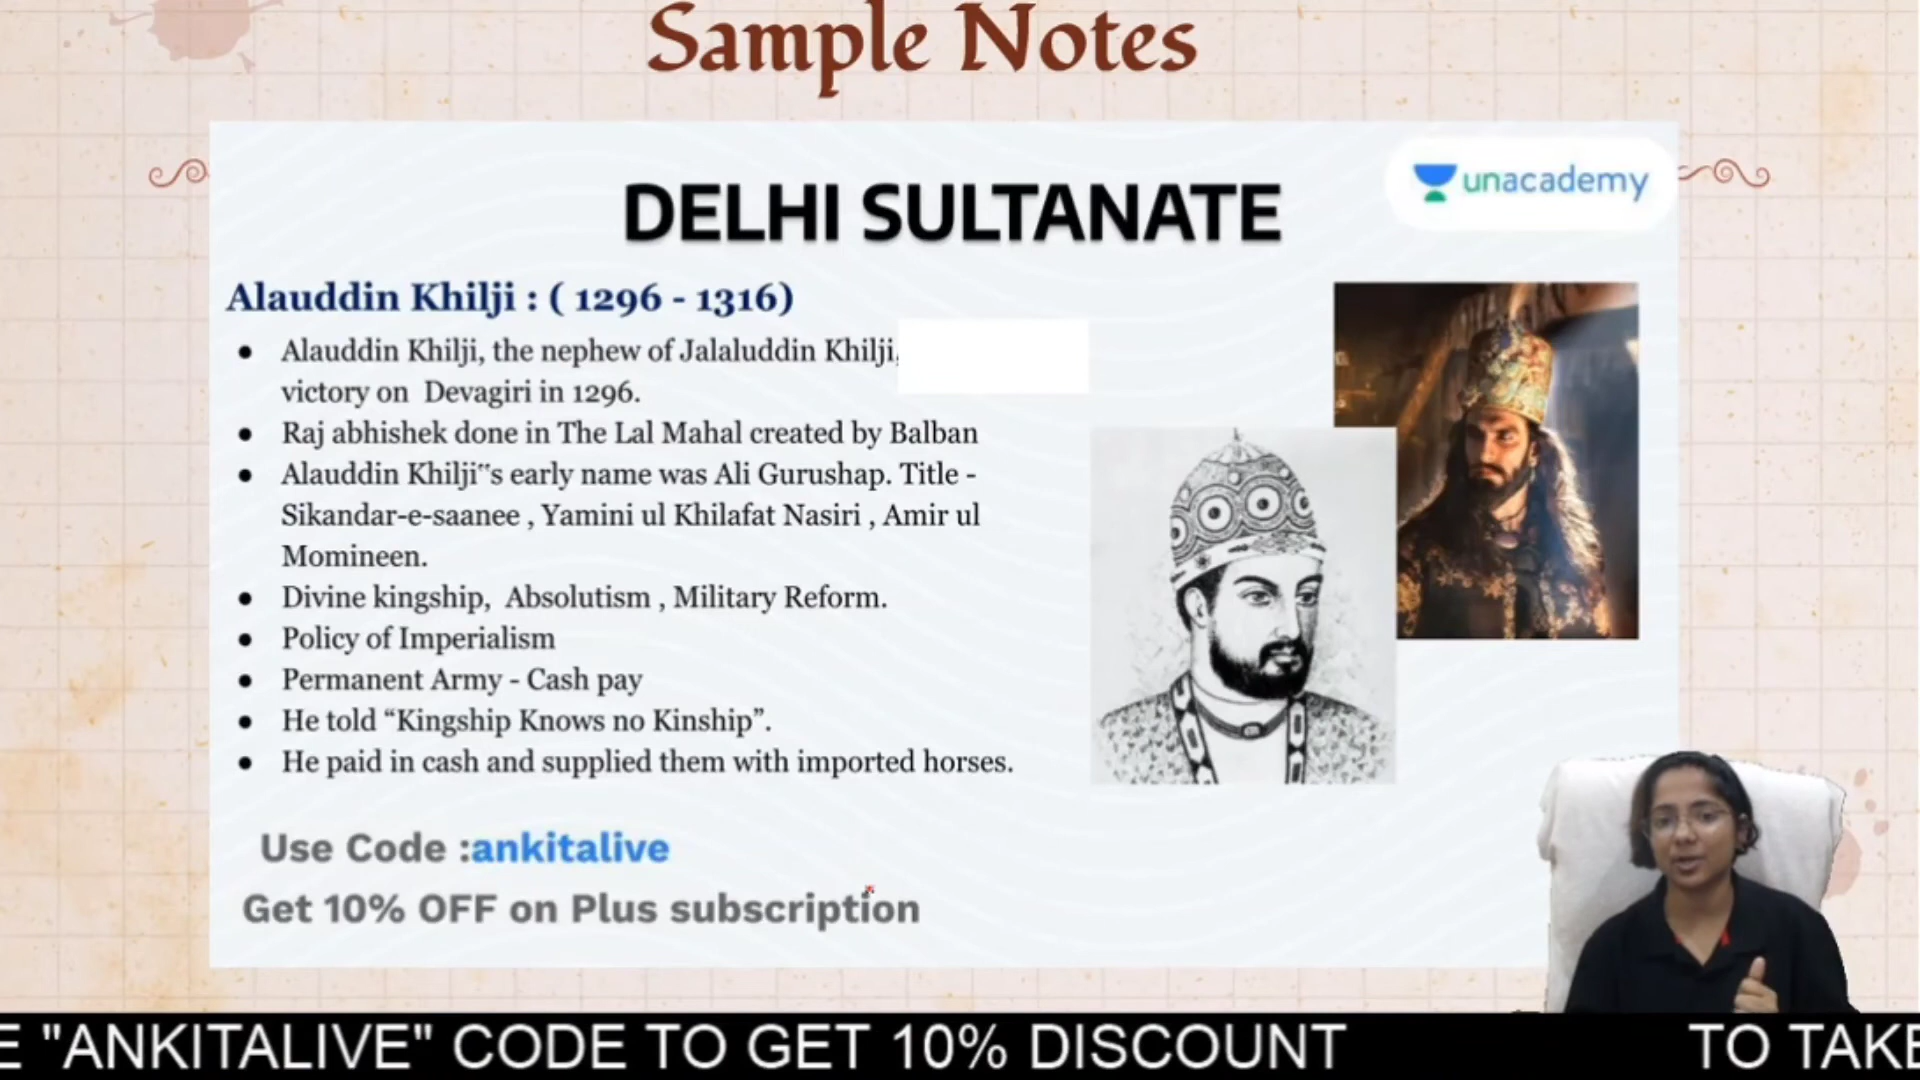 Sample Notes
unacademy
DELHI SULTANATE
Alauddin Khilji : ( 1296 - 1316)
● Alauddin Khilji, the nephew of Jalaluddin Khilji,
victory on Devagiri in 1296.
● Raj abhishek done in The Lal Mahal created by Balban
● Alauddin Khilji‟s early name was Ali Gurushap. Title -
Sikandar-e-saanee , Yamini ul Khilafat Nasiri , Amir ul
Momineen.
● Divine kingship, Absolutism , Military Reform.
● Policy of Imperialism
● Permanent Army - Cash pay
● He told “Kingship Knows no Kinship”.
● He paid in cash and supplied them with imported horses.
Use Code :ankitalive
Get 10% OFF on Plus subscription
E "ANKITALIVE" CODE TO GET 10% DISCOUNT TO TAKE